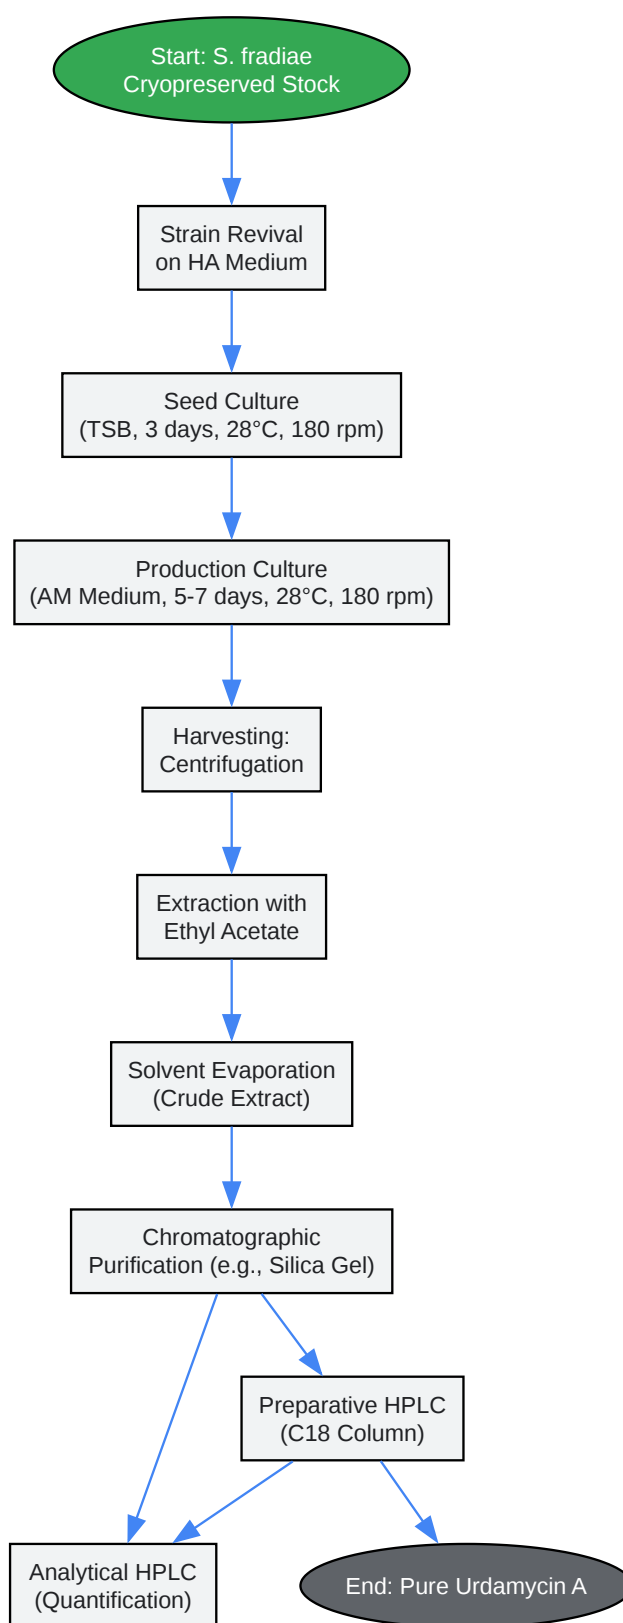 Start: S. fradiae
Cryopreserved Stock
Strain Revival
on HA Medium
Seed Culture
(TSB, 3 days, 28°C, 180 rpm)
Production Culture
(AM Medium, 5-7 days, 28°C, 180 rpm)
Harvesting:
Centrifugation
Extraction with
Ethyl Acetate
Solvent Evaporation
(Crude Extract)
Chromatographic
Purification (e.g., Silica Gel)
Preparative HPLC
(C18 Column)
Analytical HPLC
(Quantification)
End: Pure Urdamycin A